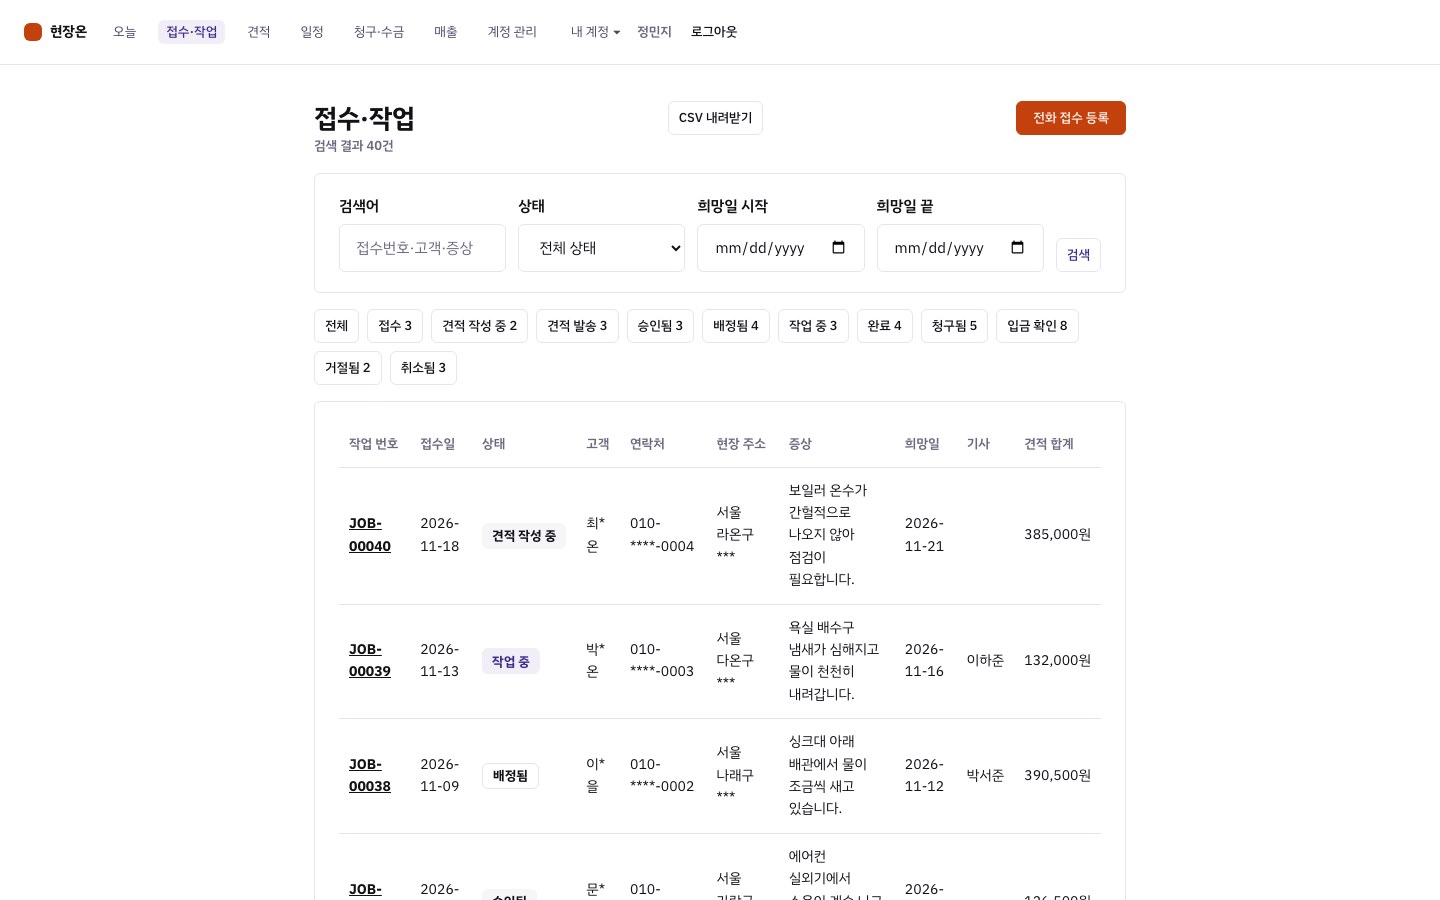 현장온 오늘 접수·작업 견적 일정 청구·수금 매출 계정 관리 내 계정 정민지 로그아웃
접수·작업
검색 결과 40건
CSV 내려받기
전화 접수 등록
검색어 상태 희망일 시작 희망일 끝
접수번호·고객·증상 전체 상태 mm/dd/yyyy mm/dd/yyyy 검색
전체 접수 3 견적 작성 중 2 견적 발송 3 승인됨 3 배정됨 4 작업 중 3 완료 4 청구됨 5 입금 확인 8
거절됨 2 취소됨 3
작업 번호 접수일 상태 고객 연락처 현장 주소 증상 희망일 기사 견적 합계
JOB-
00040
2026-
11-18
견적 작성 중
최*
온
010-
****-0004
서울
라온구
***
보일러 온수가
간헐적으로
나오지 않아
점검이
필요합니다.
2026-
11-21
385,000원
JOB-
00039
2026-
11-13
작업 중
박*
온
010-
****-0003
서울
다온구
***
욕실 배수구
냄새가 심해지고
물이 천천히
내려갑니다.
2026-
11-16
이하준
132,000원
JOB-
00038
2026-
11-09
배정됨
이*
을
010-
****-0002
서울
나래구
***
싱크대 아래
배관에서 물이
조금씩 새고
있습니다.
2026-
11-12
박서준
390,500원
JOB-
2026-
문*
010-
서울
에어컨
실외기에서
2026-